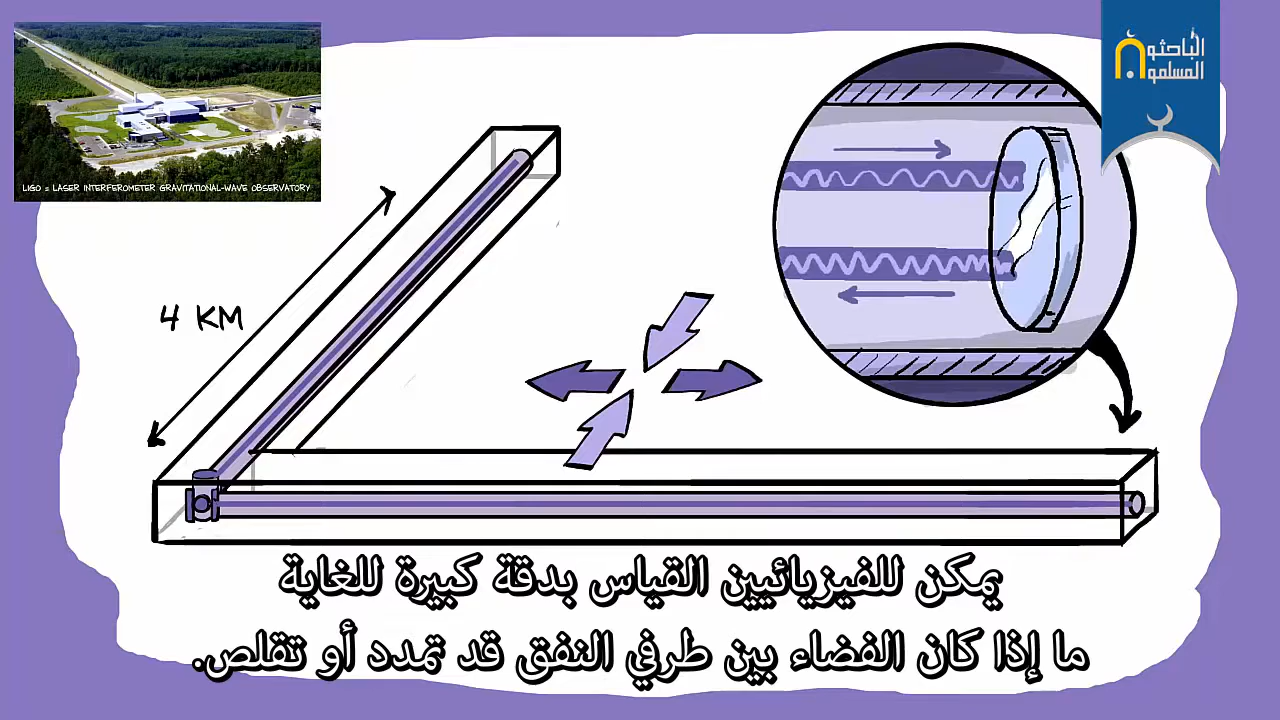 الباحثون
المسلمون
LIGO = LASER INTERFEROMETER GRAVITATIONAL-WAVE OBSERVATORY
4 KM
يمكن للفيزيائيين القياس بدقة كبيرة للغاية
ما إذا كان الفضاء بين طرفي النفق قد تمدد أو تقلص.